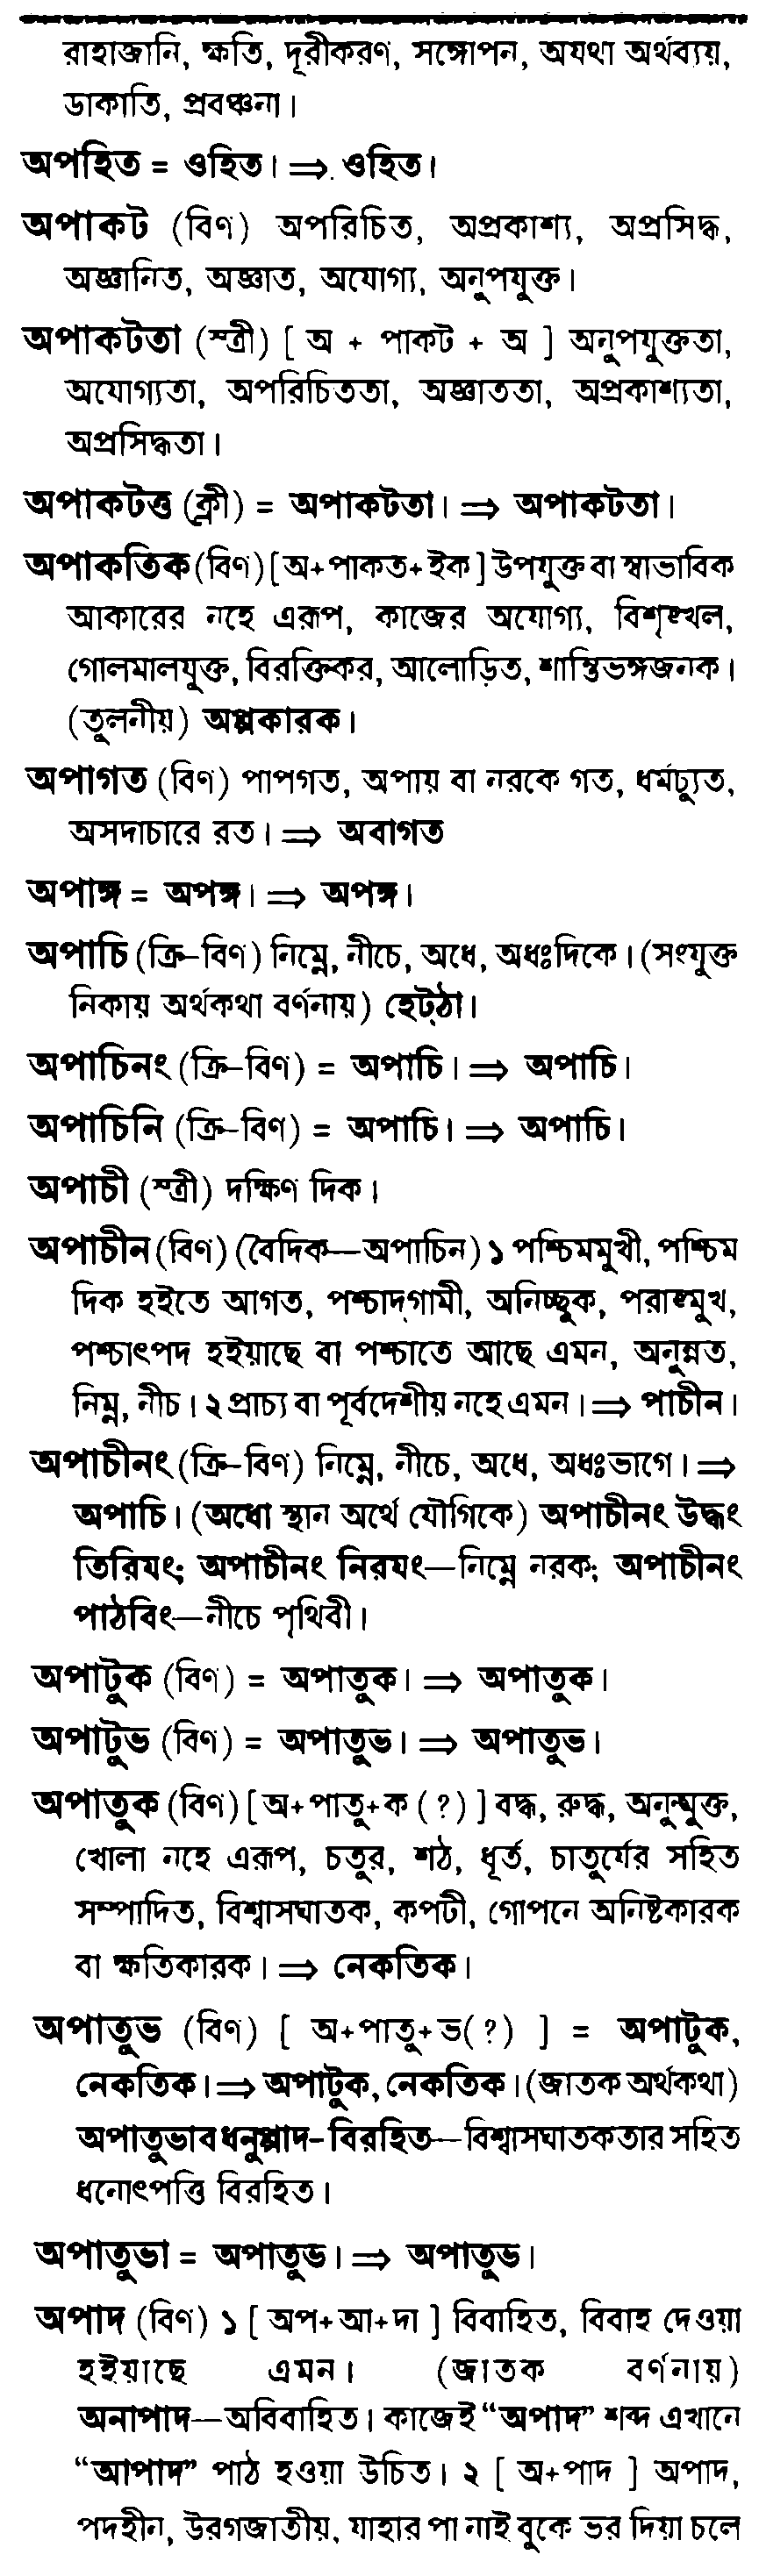 রাহাজানি, ক্ষতি, দূরীকরণ, সঙ্গোপন, অযথা অর্থব্যয়,
ডাকাতি, প্রবঞ্চনা।
অপহিত = ওহিত। ⇒ ওহিত।
অপাকট (বিণ) অপরিচিত, অপ্রকাশ্য, অপ্রসিদ্ধ,
অজ্ঞানিত, অজ্ঞাত, অযোগ্য, অনুপযুক্ত।
অপাকটতা (স্ত্রী) [ অ + পাকট + অ ] অনুপযুক্ততা,
অযোগ্যতা, অপরিচিততা, অজ্ঞাততা, অপ্রকাশ্যতা,
অপ্রসিদ্ধতা।
অপাকটত্ত (ক্লী) = অপাকটতা। ⇒ অপাকটতা।
অপাকতিক (বিণ) [অ+পাকত+ইক] উপযুক্ত বা স্বাভাবিক
আকারের নহে এরূপ, কাজের অযোগ্য, বিশৃঙ্খল,
গোলমালযুক্ত, বিরক্তিকর, আলোড়িত, শান্তিভঙ্গজনক।
(তুলনীয়) অপ্পকারক।
অপাগত (বিণ) পাপগত, অপায় বা নরকে গত, ধর্মচ্যুত,
অসদাচারে রত। ⇒ অবাগত
অপাঙ্গ = অপঙ্গ। ⇒ অপঙ্গ।
অপাচি (ক্রি-বিণ) নিম্নে, নীচে, অধে, অধঃদিকে। (সংযুক্ত
নিকায় অর্থকথা বর্ণনায়) হেট্ঠা।
অপাচিনং (ক্রি-বিণ) = অপাচি। ⇒ অপাচি।
অপাচিনি (ক্রি-বিণ) = অপাচি। ⇒ অপাচি।
অপাচী (স্ত্রী) দক্ষিণ দিক।
অপাচীন (বিণ) (বৈদিক—অপাচিন) ১ পশ্চিমমুখী, পশ্চিম
দিক হইতে আগত, পশ্চাদ্‌গামী, অনিচ্ছুক, পরাঙ্মুখ,
পশ্চাৎপদ হইয়াছে বা পশ্চাতে আছে এমন, অনুন্নত,
নিম্ন, নীচ। ২ প্রাচ্য বা পূর্বদেশীয় নহে এমন। ⇒ পাচীন।
অপাচীনং (ক্রি-বিণ) নিম্নে, নীচে, অধে, অধঃভাগে। ⇒
অপাচি। (অধো স্থান অর্থে যৌগিকে) অপাচীনং উদ্ধং
তিরিযং; অপাচীনং নিরযং—নিম্নে নরক; অপাচীনং
পাঠবিং—নীচে পৃথিবী।
অপাটুক (বিণ) = অপাতুক। ⇒ অপাতুক।
অপাটুভ (বিণ) = অপাতুভ। ⇒ অপাতুভ।
অপাতুক (বিণ) [অ+পাতু+ক (?)] বদ্ধ, রুদ্ধ, অনুন্মুক্ত,
খোলা নহে এরূপ, চতুর, শঠ, ধূর্ত, চাতুর্যের সহিত
সম্পাদিত, বিশ্বাসঘাতক, কপটী, গোপনে অনিষ্টকারক
বা ক্ষতিকারক। ⇒ নেকতিক।
অপাতুভ (বিণ) [ অ+পাতু+ভ(?) ] = অপাটুক,
নেকতিক। ⇒ অপাটুক, নেকতিক। (জাতক অর্থকথা)
অপাতুভাবধনুপ্পাদ-বিরহিত—বিশ্বাসঘাতকতার সহিত
ধনোৎপত্তি বিরহিত।
অপাতুভা = অপাতুভ। ⇒ অপাতুভ।
অপাদ (বিণ) ১ [ অপ+আ+দা ] বিবাহিত, বিবাহ দেওয়া
হইয়াছে এমন। (জাতক বর্ণনায়)
অনাপাদ—অবিবাহিত। কাজেই “অপাদ” শব্দ এখানে
“আপাদ” পাঠ হওয়া উচিত। ২ [ অ+পাদ ] অপাদ,
পদহীন, উরগজাতীয়, যাহার পা নাই বুকে ভর দিয়া চলে